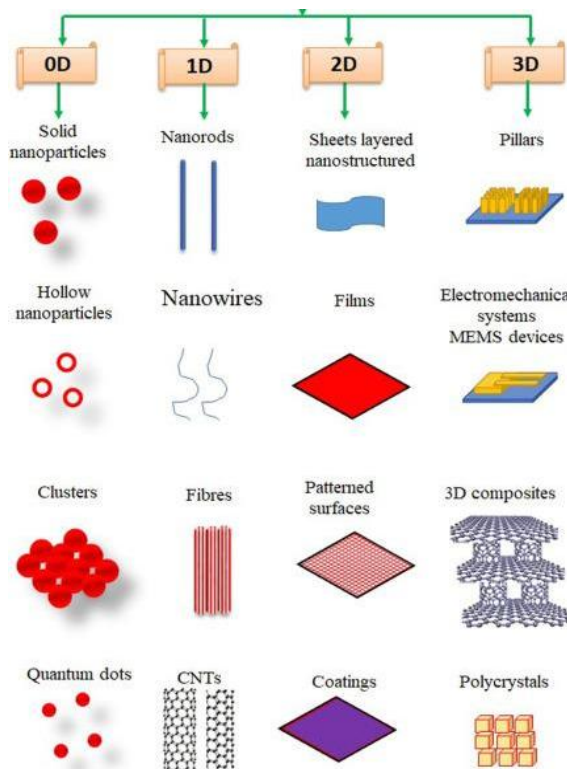 0D
1D
2D
3D
Solid
nanoparticles
Nanorods
Sheets layered
nanostructured
Pillars
Hollow
nanoparticles
Nanowires
Films
Electromechanical
systems
MEMS devices
Clusters
Fibres
Patterned
surfaces
3D composites
Quantum dots
CNTs
Coatings
Polycrystals